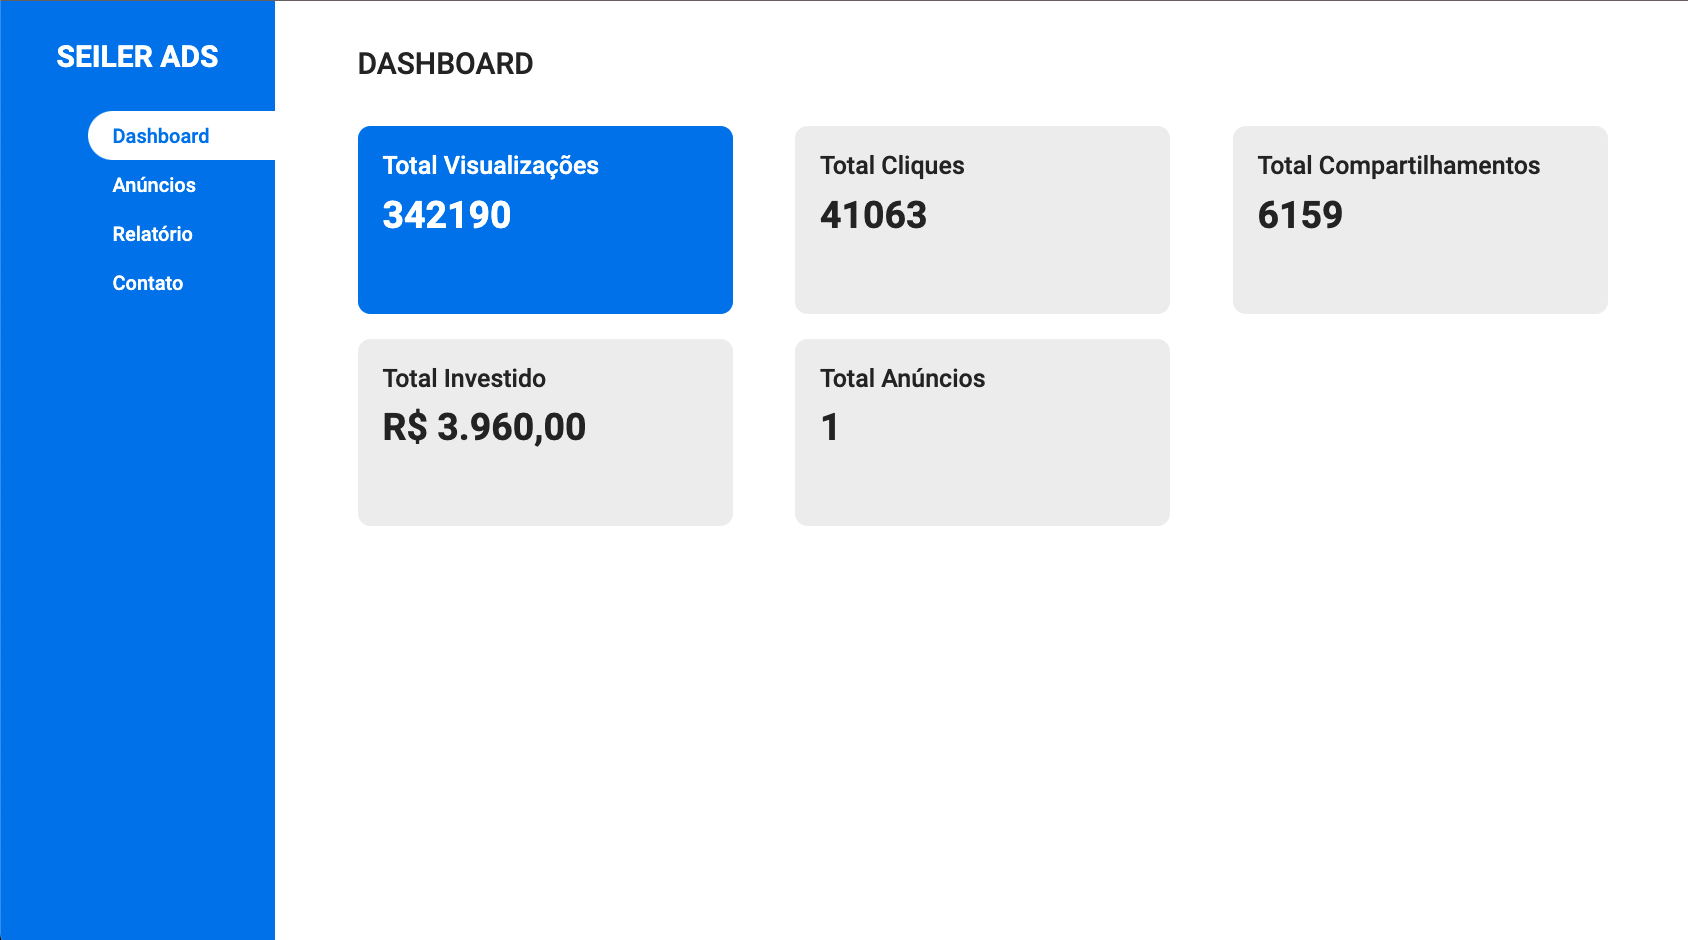 SEILER ADS
Dashboard
Anúncios
Relatório
Contato
DASHBOARD
Total Visualizações
342190
Total Cliques
41063
Total Compartilhamentos
6159
Total Investido
R$ 3.960,00
Total Anúncios
1